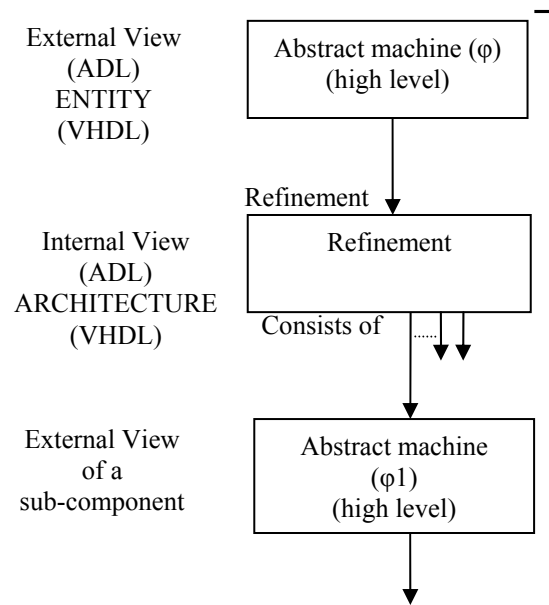 External View
(ADL)
ENTITY
(VHDL)
Abstract machine (φ)
(high level)
Refinement
Internal View
(ADL)
ARCHITECTURE
(VHDL)
Refinement
Consists of
......
External View
of a
sub-component
Abstract machine
(φ1)
(high level)